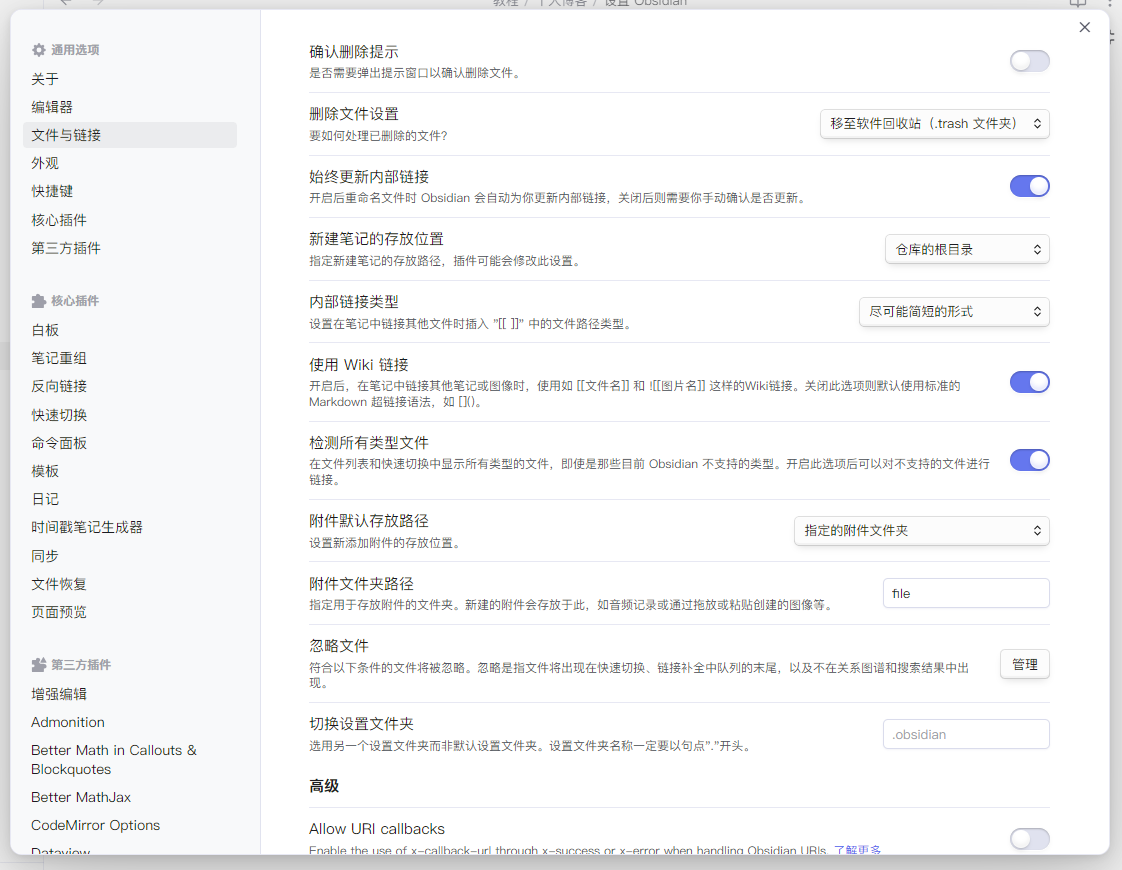 教程 / 个人博客 / 设置 Obsidian
通用选项
关于
编辑器
文件与链接
外观
快捷键
核心插件
第三方插件
核心插件
白板
笔记重组
反向链接
快速切换
命令面板
模板
日记
时间戳笔记生成器
同步
文件恢复
页面预览
第三方插件
增强编辑
Admonition
Better Math in Callouts &
Blockquotes
Better MathJax
CodeMirror Options
Dataview
确认删除提示
是否需要弹出提示窗口以确认删除文件。
删除文件设置
要如何处理已删除的文件?
移至软件回收站（.trash 文件夹）
始终更新内部链接
开启后重命名文件时 Obsidian 会自动为你更新内部链接，关闭后则需要你手动确认是否更新。
新建笔记的存放位置
指定新建笔记的存放路径，插件可能会修改此设置。
仓库的根目录
内部链接类型
设置在笔记中链接其他文件时插入 "[[ ]]" 中的文件路径类型。
尽可能简短的形式
使用 Wiki 链接
开启后，在笔记中链接其他笔记或图像时，使用如 [[文件名]] 和 ![[图片名]] 这样的Wiki链接。关闭此选项则默认使用标准的
Markdown 超链接语法，如 []()。
检测所有类型文件
在文件列表和快速切换中显示所有类型的文件，即使是那些目前 Obsidian 不支持的类型。开启此选项后可以对不支持的文件进行
链接。
附件默认存放路径
设置新添加附件的存放位置。
指定的附件文件夹
附件文件夹路径
指定用于存放附件的文件夹。新建的附件会存放于此，如音频记录或通过拖放或粘贴创建的图像等。
file
忽略文件
符合以下条件的文件将被忽略。忽略是指文件将出现在快速切换、链接补全中队列的末尾，以及不在关系图谱和搜索结果中出
现。
管理
切换设置文件夹
选用另一个设置文件夹而非默认设置文件夹。设置文件夹名称一定要以句点"."开头。
.obsidian
高级
Allow URI callbacks
Enable the use of x-callback-url through x-success or x-error when handling Obsidian URIs. 了解更多